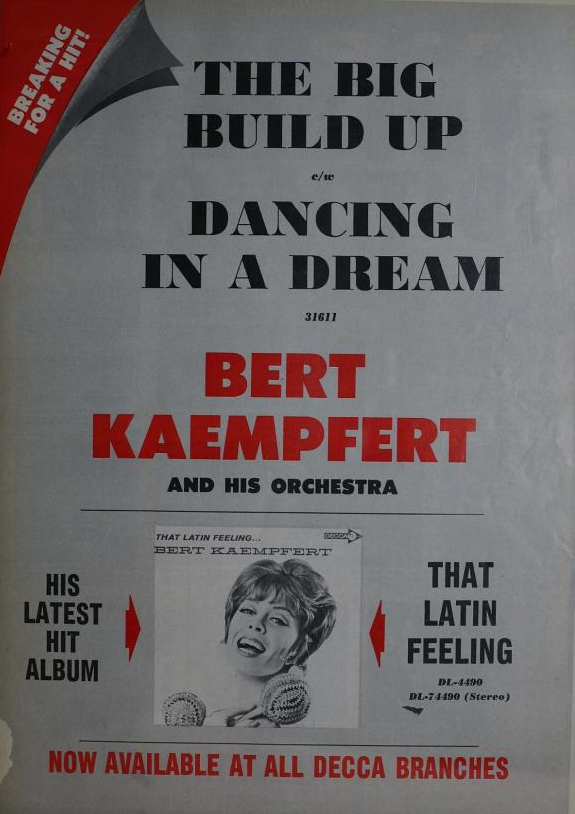 BREAKING
FOR A HIT!
THE BIG
BUILD UP
c/w
DANCING
IN A DREAM
31611
BERT
KAEMPFERT
AND HIS ORCHESTRA
HIS
LATEST
HIT
ALBUM
THAT LATIN FEELING...
DECCA
BERT KAEMPFERT
THAT
LATIN
FEELING
DL-4490
DL-74490 (Stereo)
NOW AVAILABLE AT ALL DECCA BRANCHES